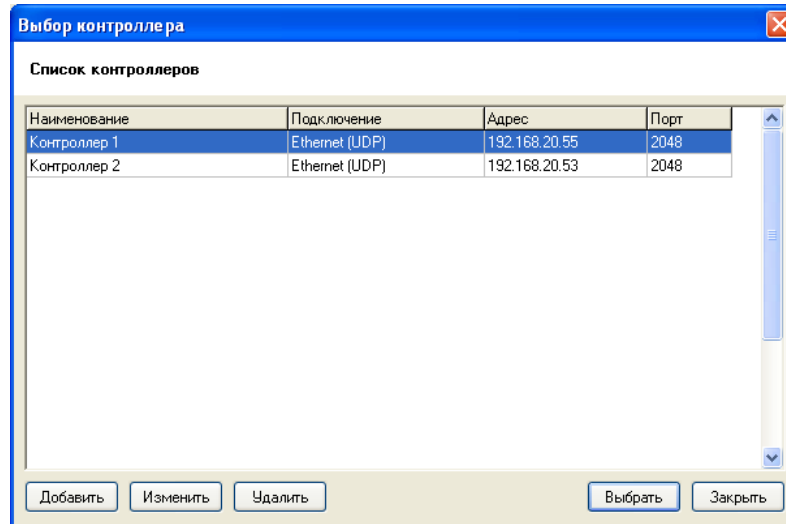 Выбор контроллера
Список контроллеров
Наименование Подключение Адрес Порт
Контроллер 1 Ethernet (UDP) 192.168.20.55 2048
Контроллер 2 Ethernet (UDP) 192.168.20.53 2048
Добавить Изменить Удалить Выбрать Закрыть